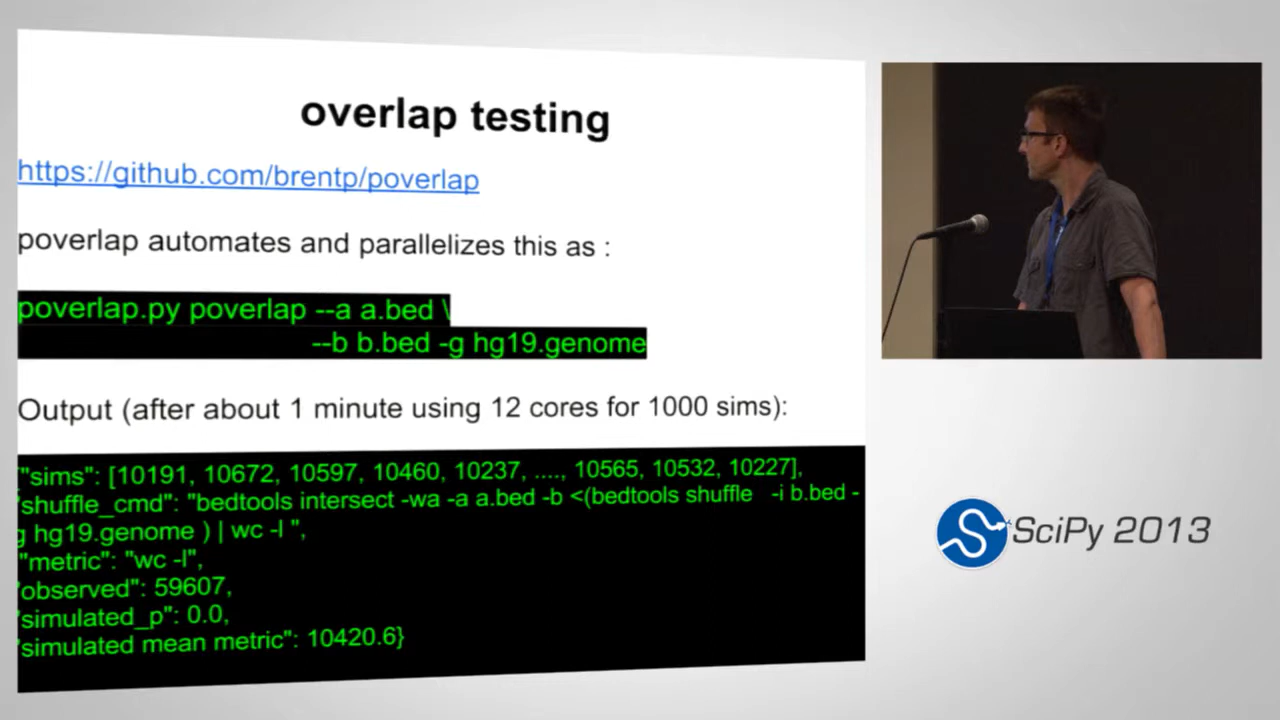 overlap testing
https://github.com/brentp/poverlap
poverlap automates and parallelizes this as :
poverlap.py poverlap --a a.bed \
--b b.bed -g hg19.genome
Output (after about 1 minute using 12 cores for 1000 sims):
{"sims": [10191, 10672, 10597, 10460, 10237, ...., 10565, 10532, 10227],
"shuffle_cmd": "bedtools intersect -wa -a a.bed -b <(bedtools shuffle -i b.bed -
g hg19.genome ) | wc -l ",
"metric": "wc -l",
"observed": 59607,
"simulated_p": 0.0,
"simulated mean metric": 10420.6}
SciPy 2013